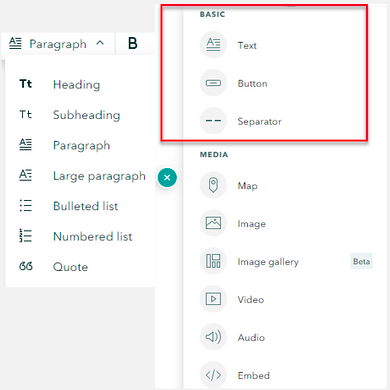 Paragraph B
Tt Heading
Tt Subheading
Paragraph
Large paragraph
Bulleted list
Numbered list
Quote
BASIC
Text
Button
Separator
MEDIA
Map
Image
Image gallery Beta
Video
Audio
Embed